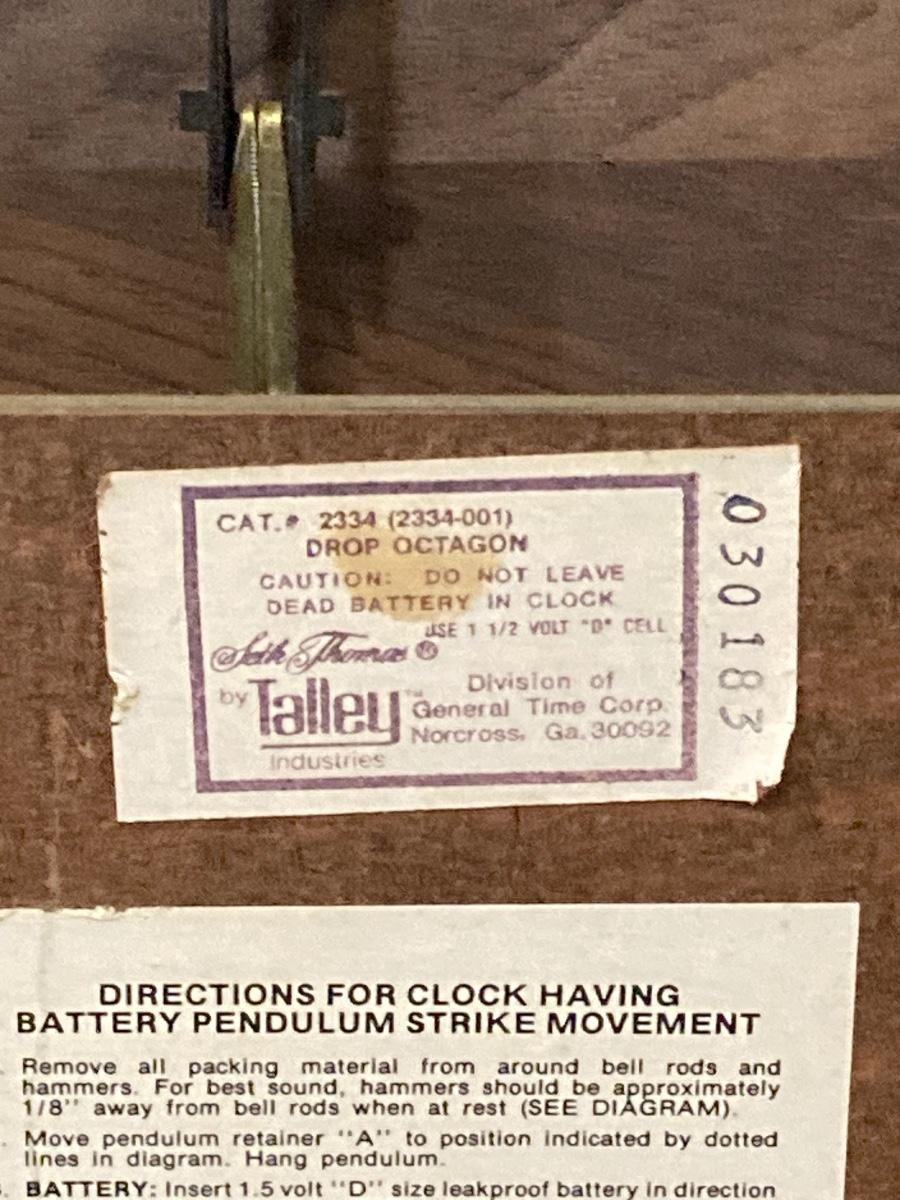 CAT.# 2334 (2334-001)
DROP OCTAGON
CAUTION: DO NOT LEAVE
DEAD BATTERY IN CLOCK
USE 1 1/2 VOLT "D" CELL
Seth Thomas ®
by Talley™
Industries
Division of
General Time Corp.
Norcross, Ga. 30092
030183
DIRECTIONS FOR CLOCK HAVING
BATTERY PENDULUM STRIKE MOVEMENT
Remove all packing material from around bell rods and
hammers. For best sound, hammers should be approximately
1/8'' away from bell rods when at rest (SEE DIAGRAM).
Move pendulum retainer ''A'' to position indicated by dotted
lines in diagram. Hang pendulum.
BATTERY: Insert 1.5 volt ''D'' size leakproof battery in direction